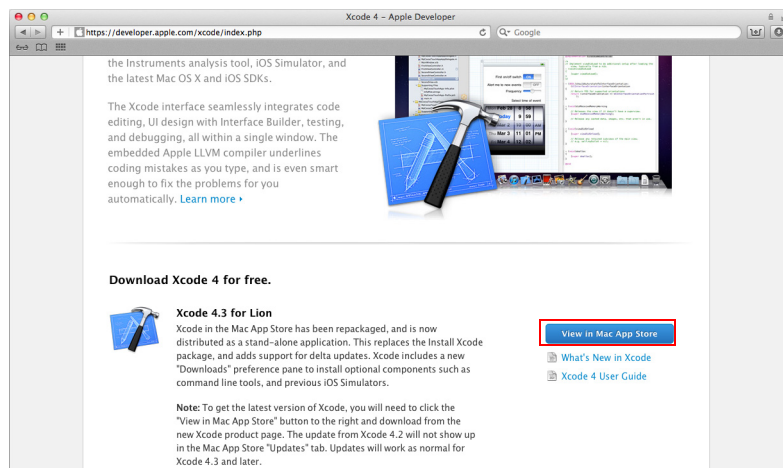 Xcode 4 – Apple Developer
https://developer.apple.com/xcode/index.php
Google
the Instruments analysis tool, iOS Simulator, and
the latest Mac OS X and iOS SDKs.
The Xcode interface seamlessly integrates code
editing, UI design with Interface Builder, testing,
and debugging, all within a single window. The
embedded Apple LLVM compiler underlines
coding mistakes as you type, and is even smart
enough to fix the problems for you
automatically. Learn more ›
Download Xcode 4 for free.
Xcode 4.3 for Lion
Xcode in the Mac App Store has been repackaged, and is now
distributed as a stand-alone application. This replaces the Install Xcode
package, and adds support for delta updates. Xcode includes a new
"Downloads" preference pane to install optional components such as
command line tools, and previous iOS Simulators.
Note: To get the latest version of Xcode, you will need to click the
"View in Mac App Store" button to the right and download from the
new Xcode product page. The update from Xcode 4.2 will not show up
in the Mac App Store "Updates" tab. Updates will work as normal for
Xcode 4.3 and later.
View in Mac App Store
What's New in Xcode
Xcode 4 User Guide